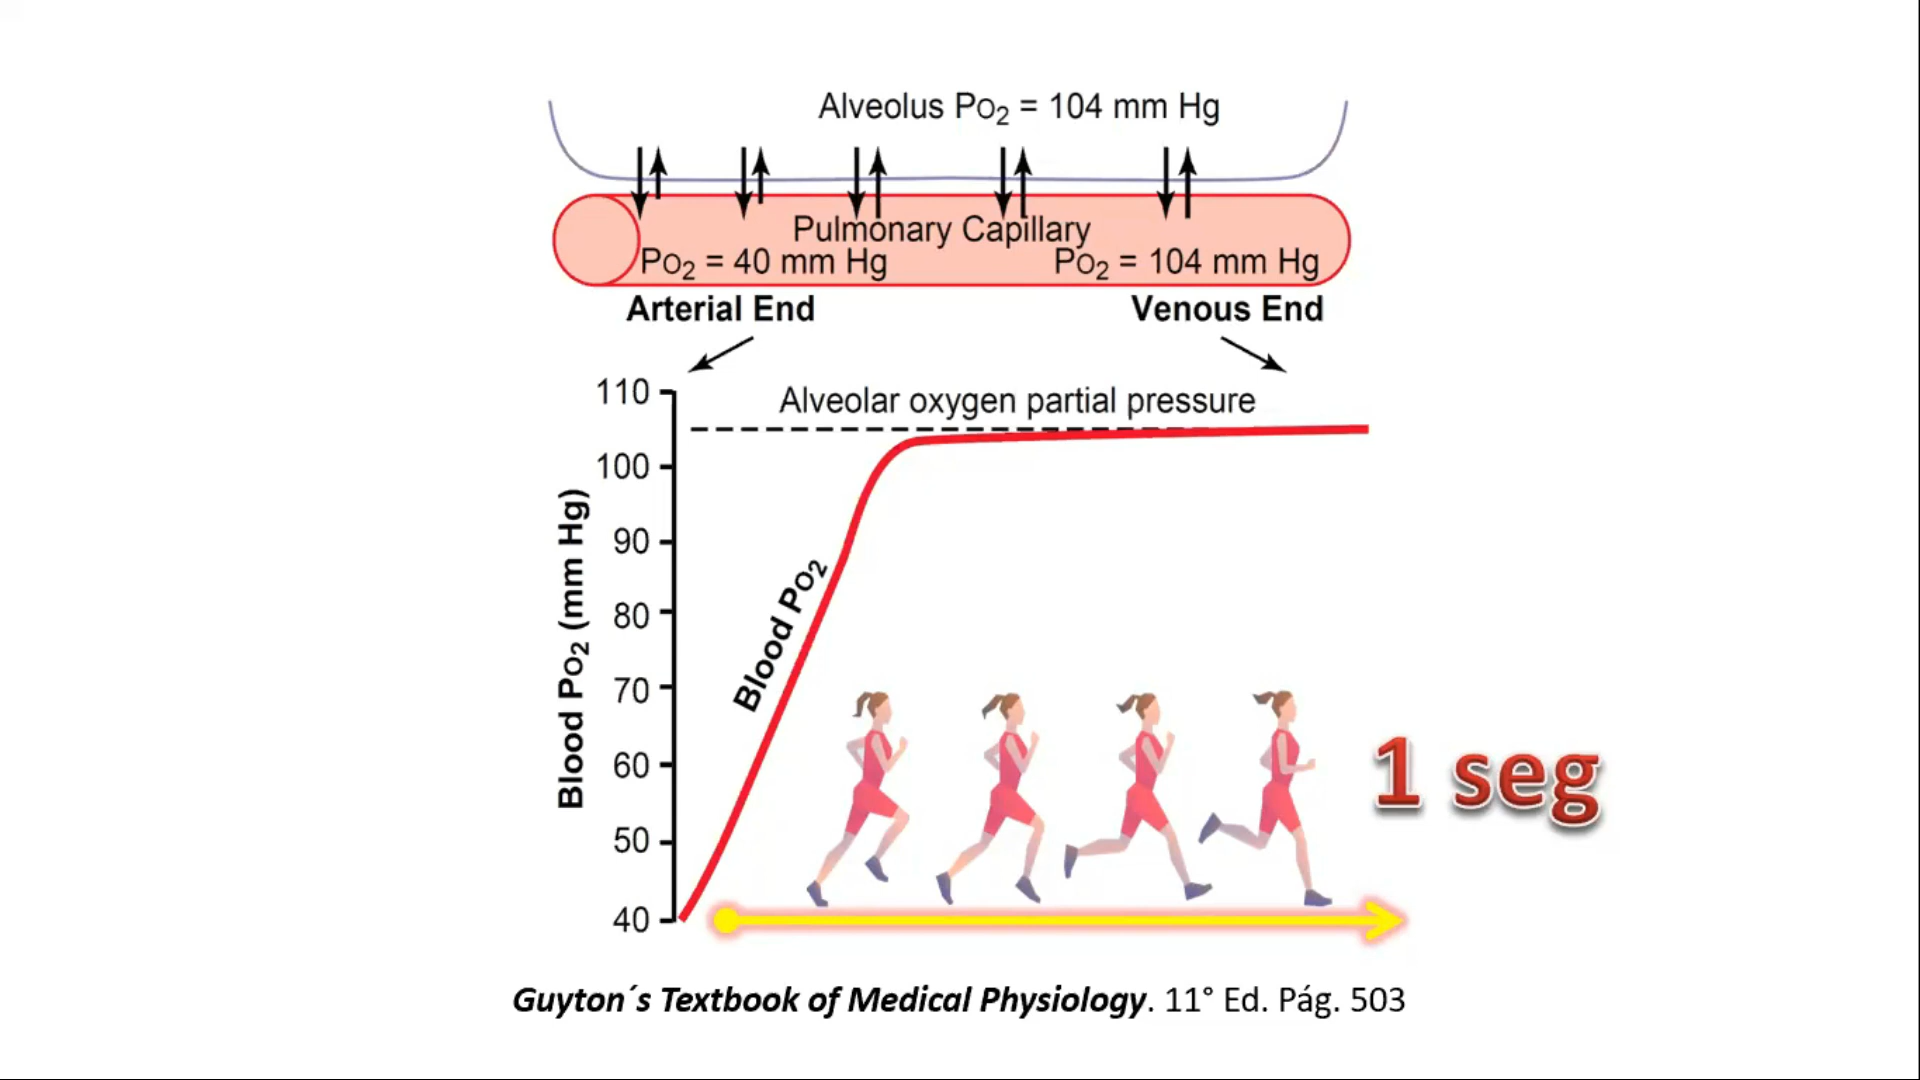 Alveolus PO2 = 104 mm Hg
Pulmonary Capillary
PO2 = 40 mm Hg
PO2 = 104 mm Hg
Arterial End
Venous End
Alveolar oxygen partial pressure
Blood PO2 (mm Hg)
110
100
90
80
70
60
50
40
Blood PO2
1 seg
Guyton´s Textbook of Medical Physiology. 11° Ed. Pág. 503